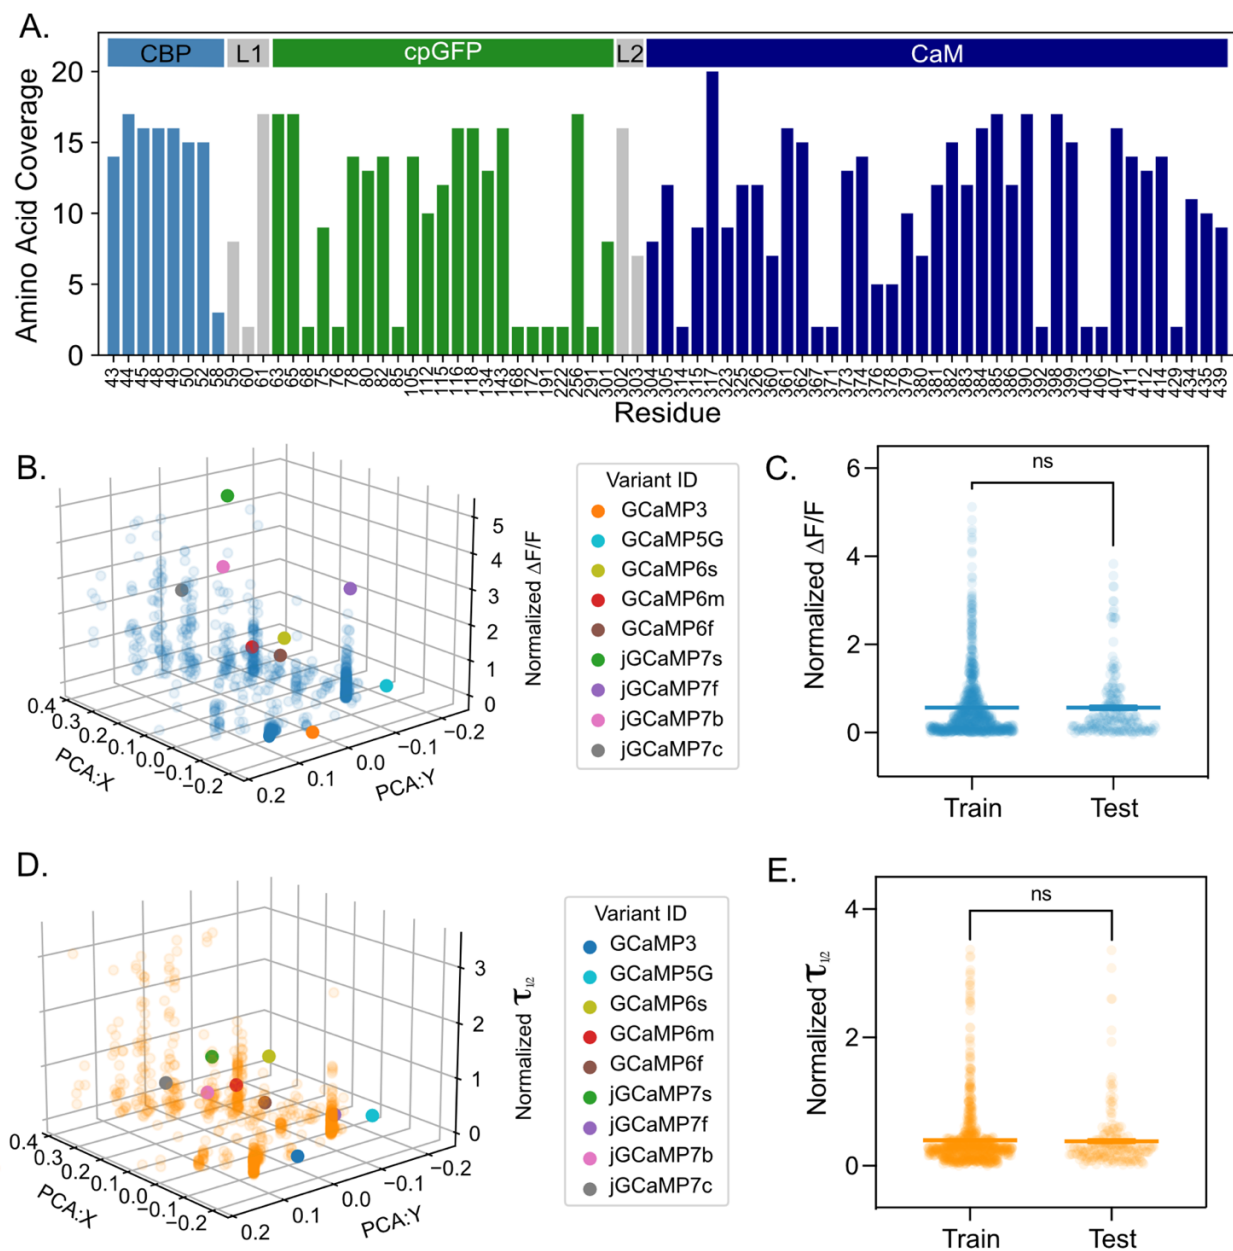 A.
CBP L1 cpGFP L2 CaM
Amino Acid Coverage
20
15
10
5
0
43 44 45 48 49 50 52 58 59 60 61 63 65 68 75 76 78 80 82 85 105 112 115 116 118 134 143 168 172 191 222 256 291 301 302 303 304 305 314 315 317 323 325 326 360 361 362 367 371 373 374 376 378 379 380 381 382 383 384 385 386 390 392 398 399 403 406 407 411 412 414 429 434 435 439
Residue
B.
Normalized ΔF/F
5
4
3
2
1
0
0.4
0.3
0.2
0.1
0.0
−0.1
−0.2
PCA:X
0.2
0.1
0.0
−0.1
−0.2
PCA:Y
Variant ID
GCaMP3
GCaMP5G
GCaMP6s
GCaMP6m
GCaMP6f
jGCaMP7s
jGCaMP7f
jGCaMP7b
jGCaMP7c
C.
Normalized ΔF/F
6
4
2
0
ns
Train Test
D.
Normalized τ1/2
3
2
1
0
0.4
0.3
0.2
0.1
0.0
−0.1
−0.2
PCA:X
0.2
0.1
0.0
−0.1
−0.2
PCA:Y
Variant ID
GCaMP3
GCaMP5G
GCaMP6s
GCaMP6m
GCaMP6f
jGCaMP7s
jGCaMP7f
jGCaMP7b
jGCaMP7c
E.
Normalized τ1/2
4
2
0
ns
Train Test